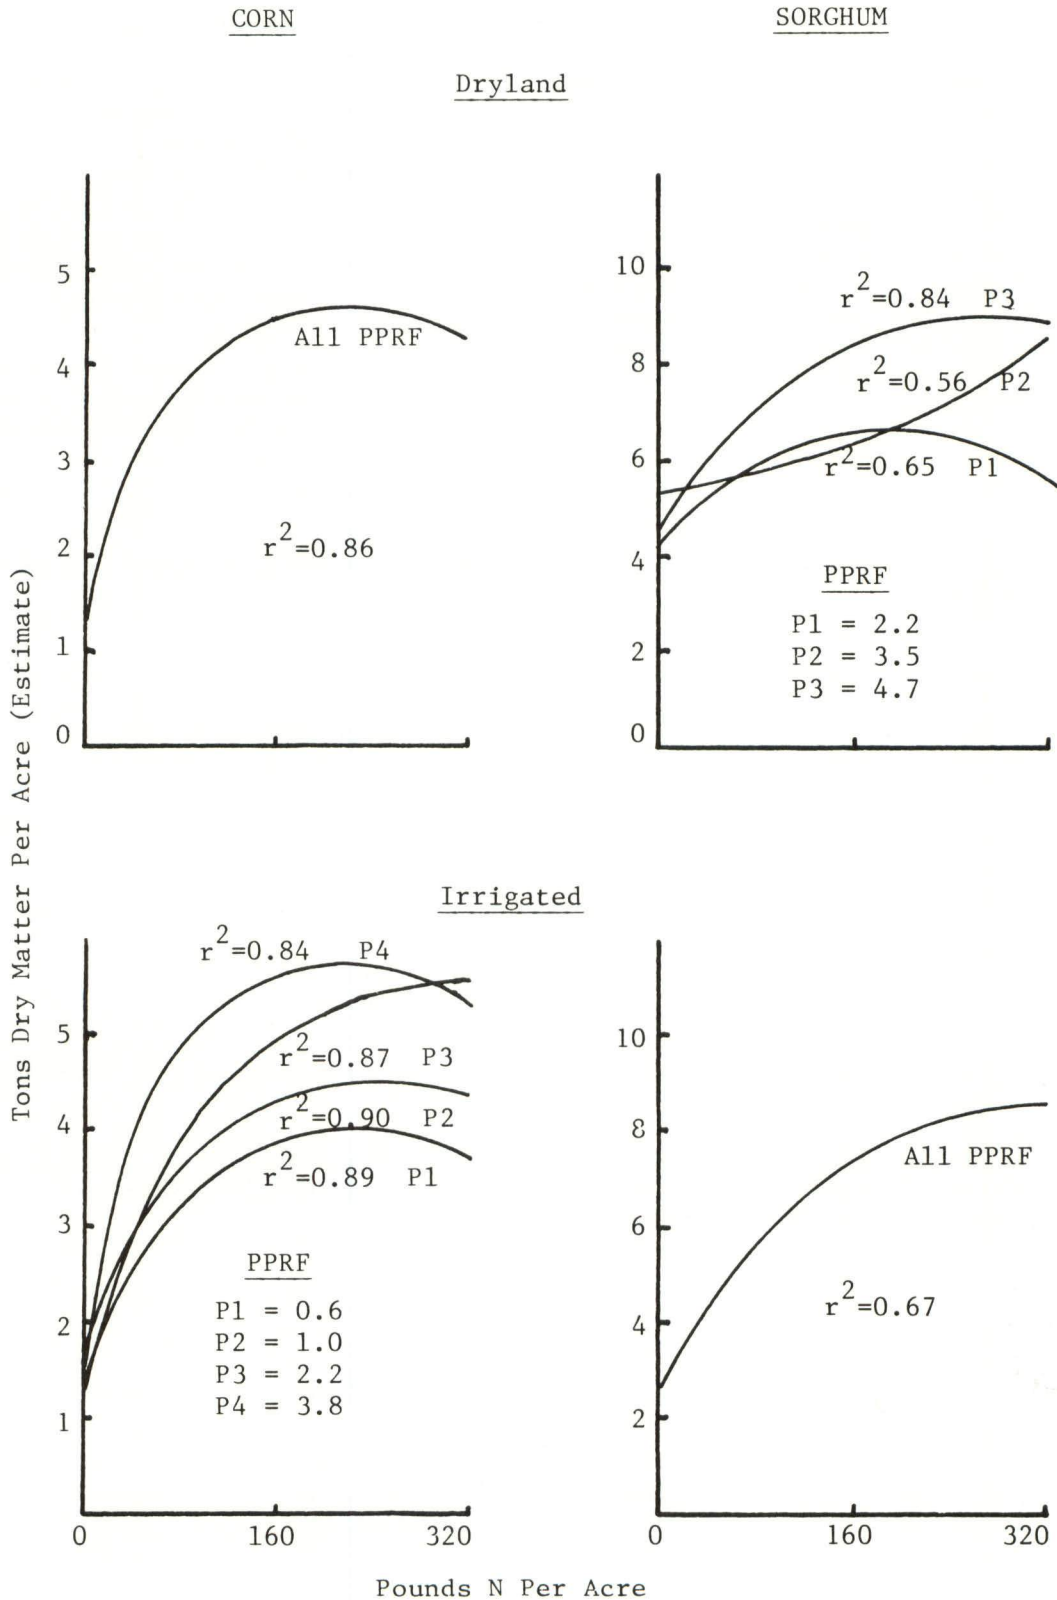 CORN
SORGHUM
Dryland
Tons Dry Matter Per Acre (Estimate)
5
4
3
2
1
0
All PPRF
r²=0.86
10
8
6
4
2
0
r²=0.84 P3
r²=0.56 P2
r²=0.65 P1
PPRF
P1 = 2.2
P2 = 3.5
P3 = 4.7
Irrigated
5
4
3
2
1
r²=0.84 P4
r²=0.87 P3
r²=0.90 P2
r²=0.89 P1
PPRF
P1 = 0.6
P2 = 1.0
P3 = 2.2
P4 = 3.8
0 160 320
10
8
6
4
2
All PPRF
r²=0.67
0 160 320
Pounds N Per Acre